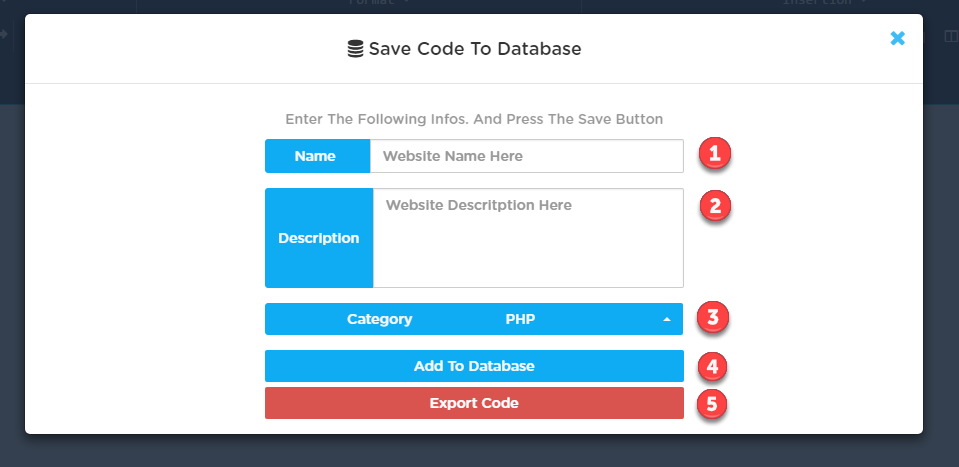 Format
Insertion
Save Code To Database
Enter The Following Infos. And Press The Save Button
Name Website Name Here 1
Website Descritption Here 2
Description
Category PHP 3
Add To Database 4
Export Code 5